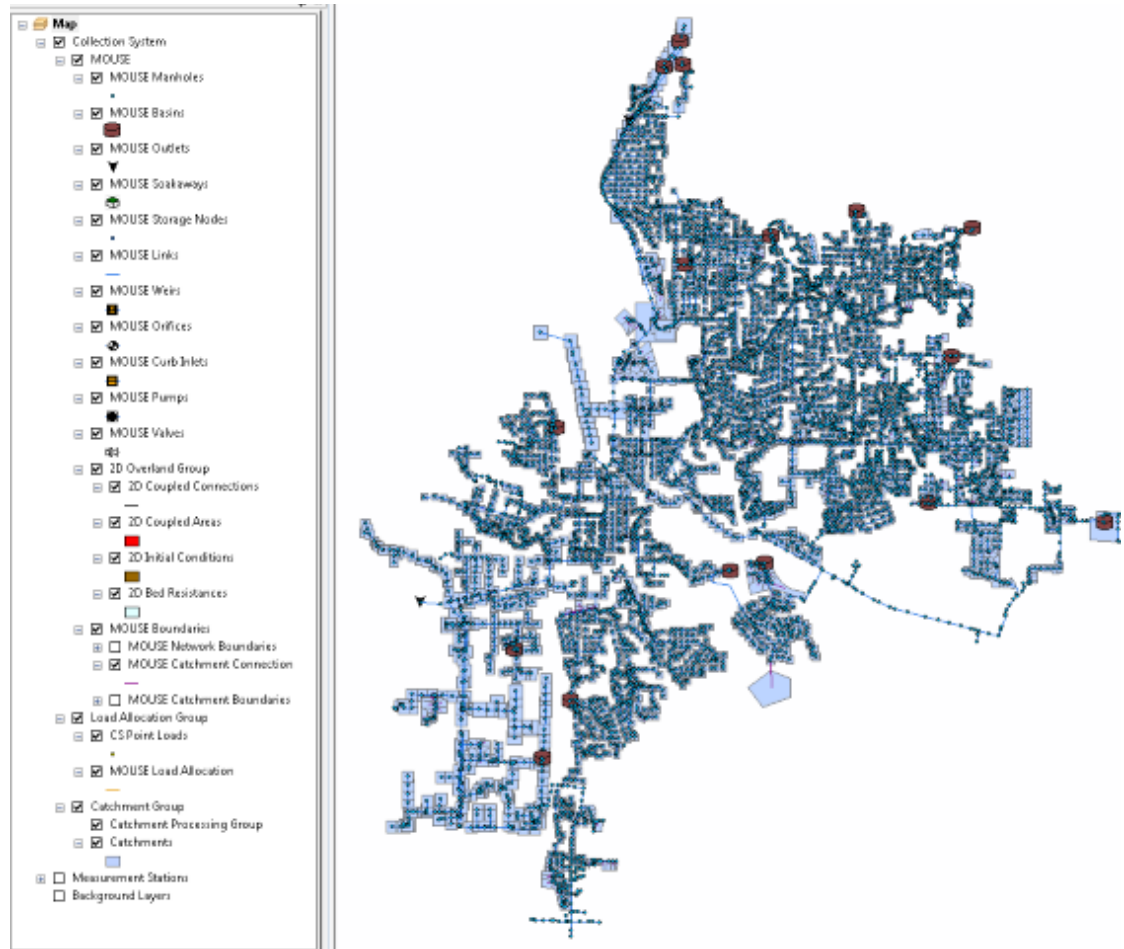 Map
Collection System
MOUSE
MOUSE Manholes
MOUSE Basins
MOUSE Outlets
MOUSE Soakaways
MOUSE Storage Nodes
MOUSE Links
MOUSE Weirs
MOUSE Orifices
MOUSE Curb Inlets
MOUSE Pumps
MOUSE Valves
2D Overland Group
2D Coupled Connections
2D Coupled Areas
2D Initial Conditions
2D Bed Resistances
MOUSE Boundaries
MOUSE Network Boundaries
MOUSE Catchment Connection
MOUSE Catchment Boundaries
Load Allocation Group
CS Point Loads
MOUSE Load Allocation
Catchment Group
Catchment Processing Group
Catchments
Measurement Stations
Background Layers